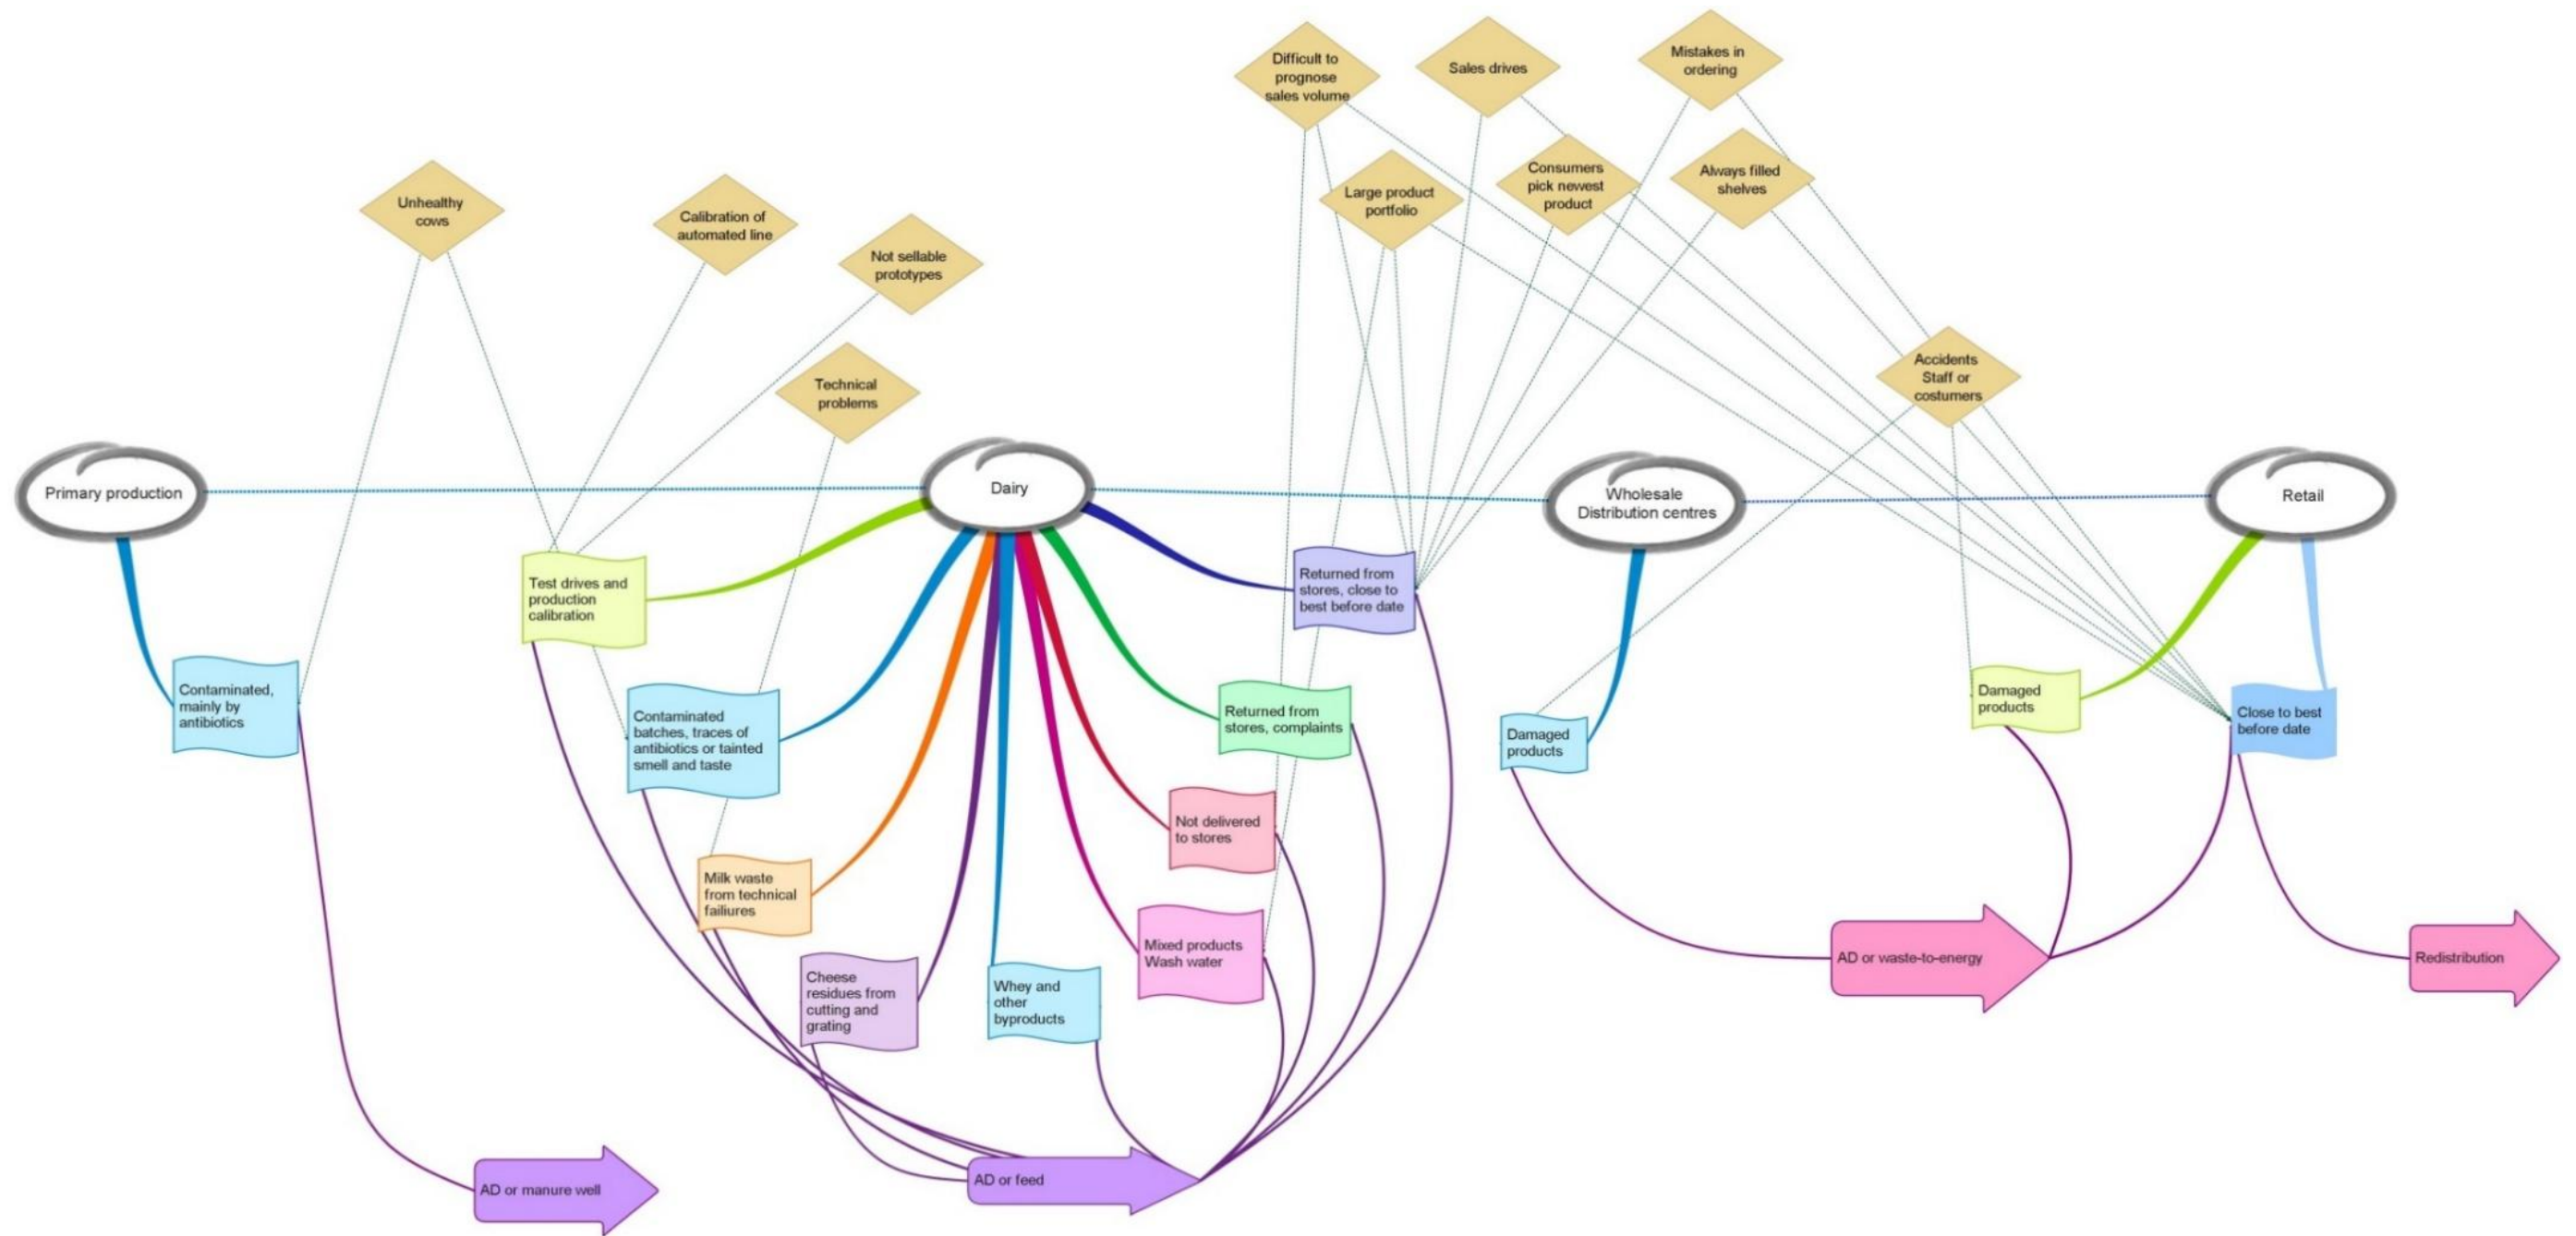 Difficult to
prognose
sales volume
Sales drives
Mistakes in
ordering
Unhealthy
cows
Calibration of
automated line
Not sellable
prototypes
Large product
portfolio
Consumers
pick newest
product
Always filled
shelves
Technical
problems
Accidents
Staff or
costumers
Primary production
Dairy
Wholesale
Distribution centres
Retail
Contaminated,
mainly by
antibiotics
Test drives and
production
calibration
Contaminated
batches, traces of
antibiotics or tainted
smell and taste
Milk waste
from technical
failiures
Cheese
residues from
cutting and
grating
Whey and
other
byproducts
Mixed products
Wash water
Not delivered
to stores
Returned from
stores, complaints
Returned from
stores, close to
best before date
Damaged
products
Damaged
products
Close to best
before date
AD or manure well
AD or feed
AD or waste-to-energy
Redistribution